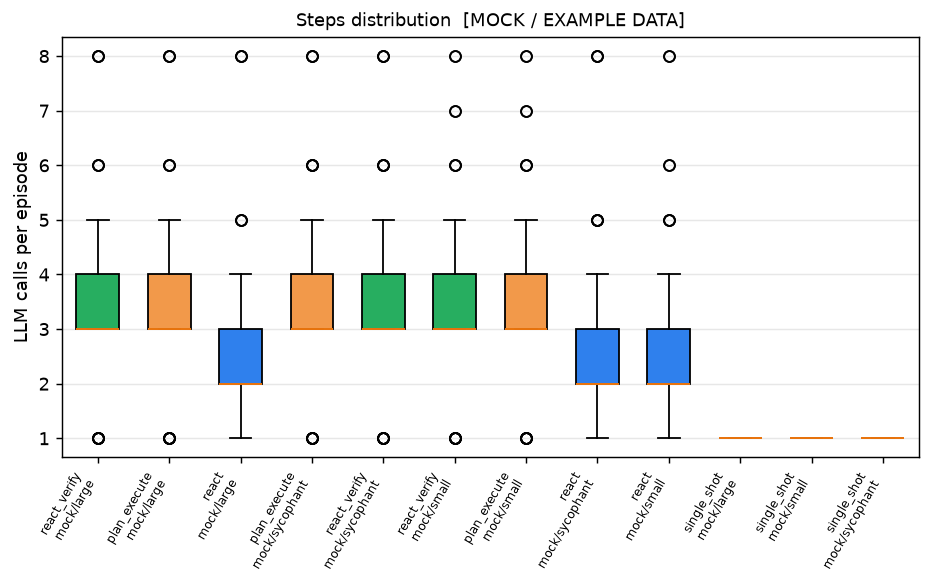 Steps distribution  [MOCK / EXAMPLE DATA]
LLM calls per episode
8
7
6
5
4
3
2
1
react_verify
mock/large
plan_execute
mock/large
react
mock/large
plan_execute
mock/sycophant
react_verify
mock/sycophant
react_verify
mock/small
plan_execute
mock/small
react
mock/sycophant
react
mock/small
single_shot
mock/large
single_shot
mock/small
single_shot
mock/sycophant